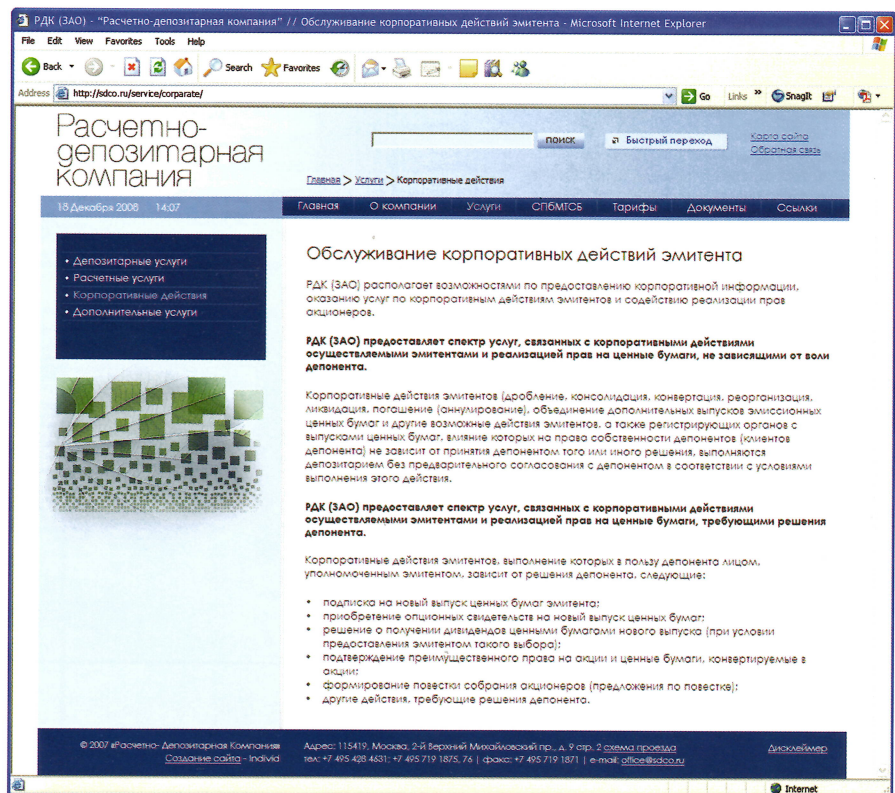 РДК (ЗАО) - "Расчетно-депозитарная компания" // Обслуживание корпоративных действий эмитента - Microsoft Internet Explorer
File Edit View Favorites Tools Help
Back Search Favorites
Address http://sdco.ru/service/corparate/ Go Links » SnagIt
Расчетно-
депозитарная
компания
поиск Быстрый переход
Карта сайта
Обратная связь
Главная > Услуги > Корпоративные действия
18 Декабря 2008 14:07
Главная О компании Услуги СПбМТСБ Тарифы Документы Ссылки
• Депозитарные услуги
• Расчетные услуги
• Корпоративные действия
• Дополнительные услуги
Обслуживание корпоративных действий эмитента
РДК (ЗАО) располагает возможностями по предоставлению корпоративной информации,
оказанию услуг по корпоративным действиям эмитентов и содействию реализации прав
акционеров.
РДК (ЗАО) предоставляет спектр услуг, связанных с корпоративными действиями
осуществляемыми эмитентами и реализацией прав на ценные бумаги, не зависящими от воли
депонента.
Корпоративные действия эмитентов (дробление, консолидация, конвертация, реорганизация,
ликвидация, погашение (аннулирование), объединение дополнительных выпусков эмиссионных
ценных бумаг и другие возможные действия эмитентов, а также регистрирующих органов с
выпусками ценных бумаг, влияние которых на права собственности депонентов (клиентов
депонента) не зависит от принятия депонентом того или иного решения, выполняются
депозитарием без предварительного согласования с депонентом в соответствии с условиями
выполнения этого действия.
РДК (ЗАО) предоставляет спектр услуг, связанных с корпоративными действиями
осуществляемыми эмитентами и реализацией прав на ценные бумаги, требующими решения
депонента.
Корпоративные действия эмитентов, выполнение которых в пользу депонента лицом,
уполномоченным эмитентом, зависит от решения депонента, следующие:
• подписка на новый выпуск ценных бумаг эмитента;
• приобретение опционных свидетельств на новый выпуск ценных бумаг;
• решение о получении дивидендов ценными бумагами нового выпуска (при условии
предоставления эмитентом такого выбора);
• подтверждение преимущественного права на акции и ценные бумаги, конвертируемые в
акции;
• формирование повестки собрания акционеров (предложения по повестке);
• другие действия, требующие решения депонента.
© 2007 «Расчетно- Депозитарная Компания»
Создание сайта - Individ
Адрес: 115419, Москва, 2-й Верхний Михайловский пр., д. 9 стр. 2 схема проезда
тел: +7 495 428 4631; +7 495 719 1875, 76 | факс: +7 495 719 1871 | e-mail: office@sdco.ru
Дисклеймер
Internet